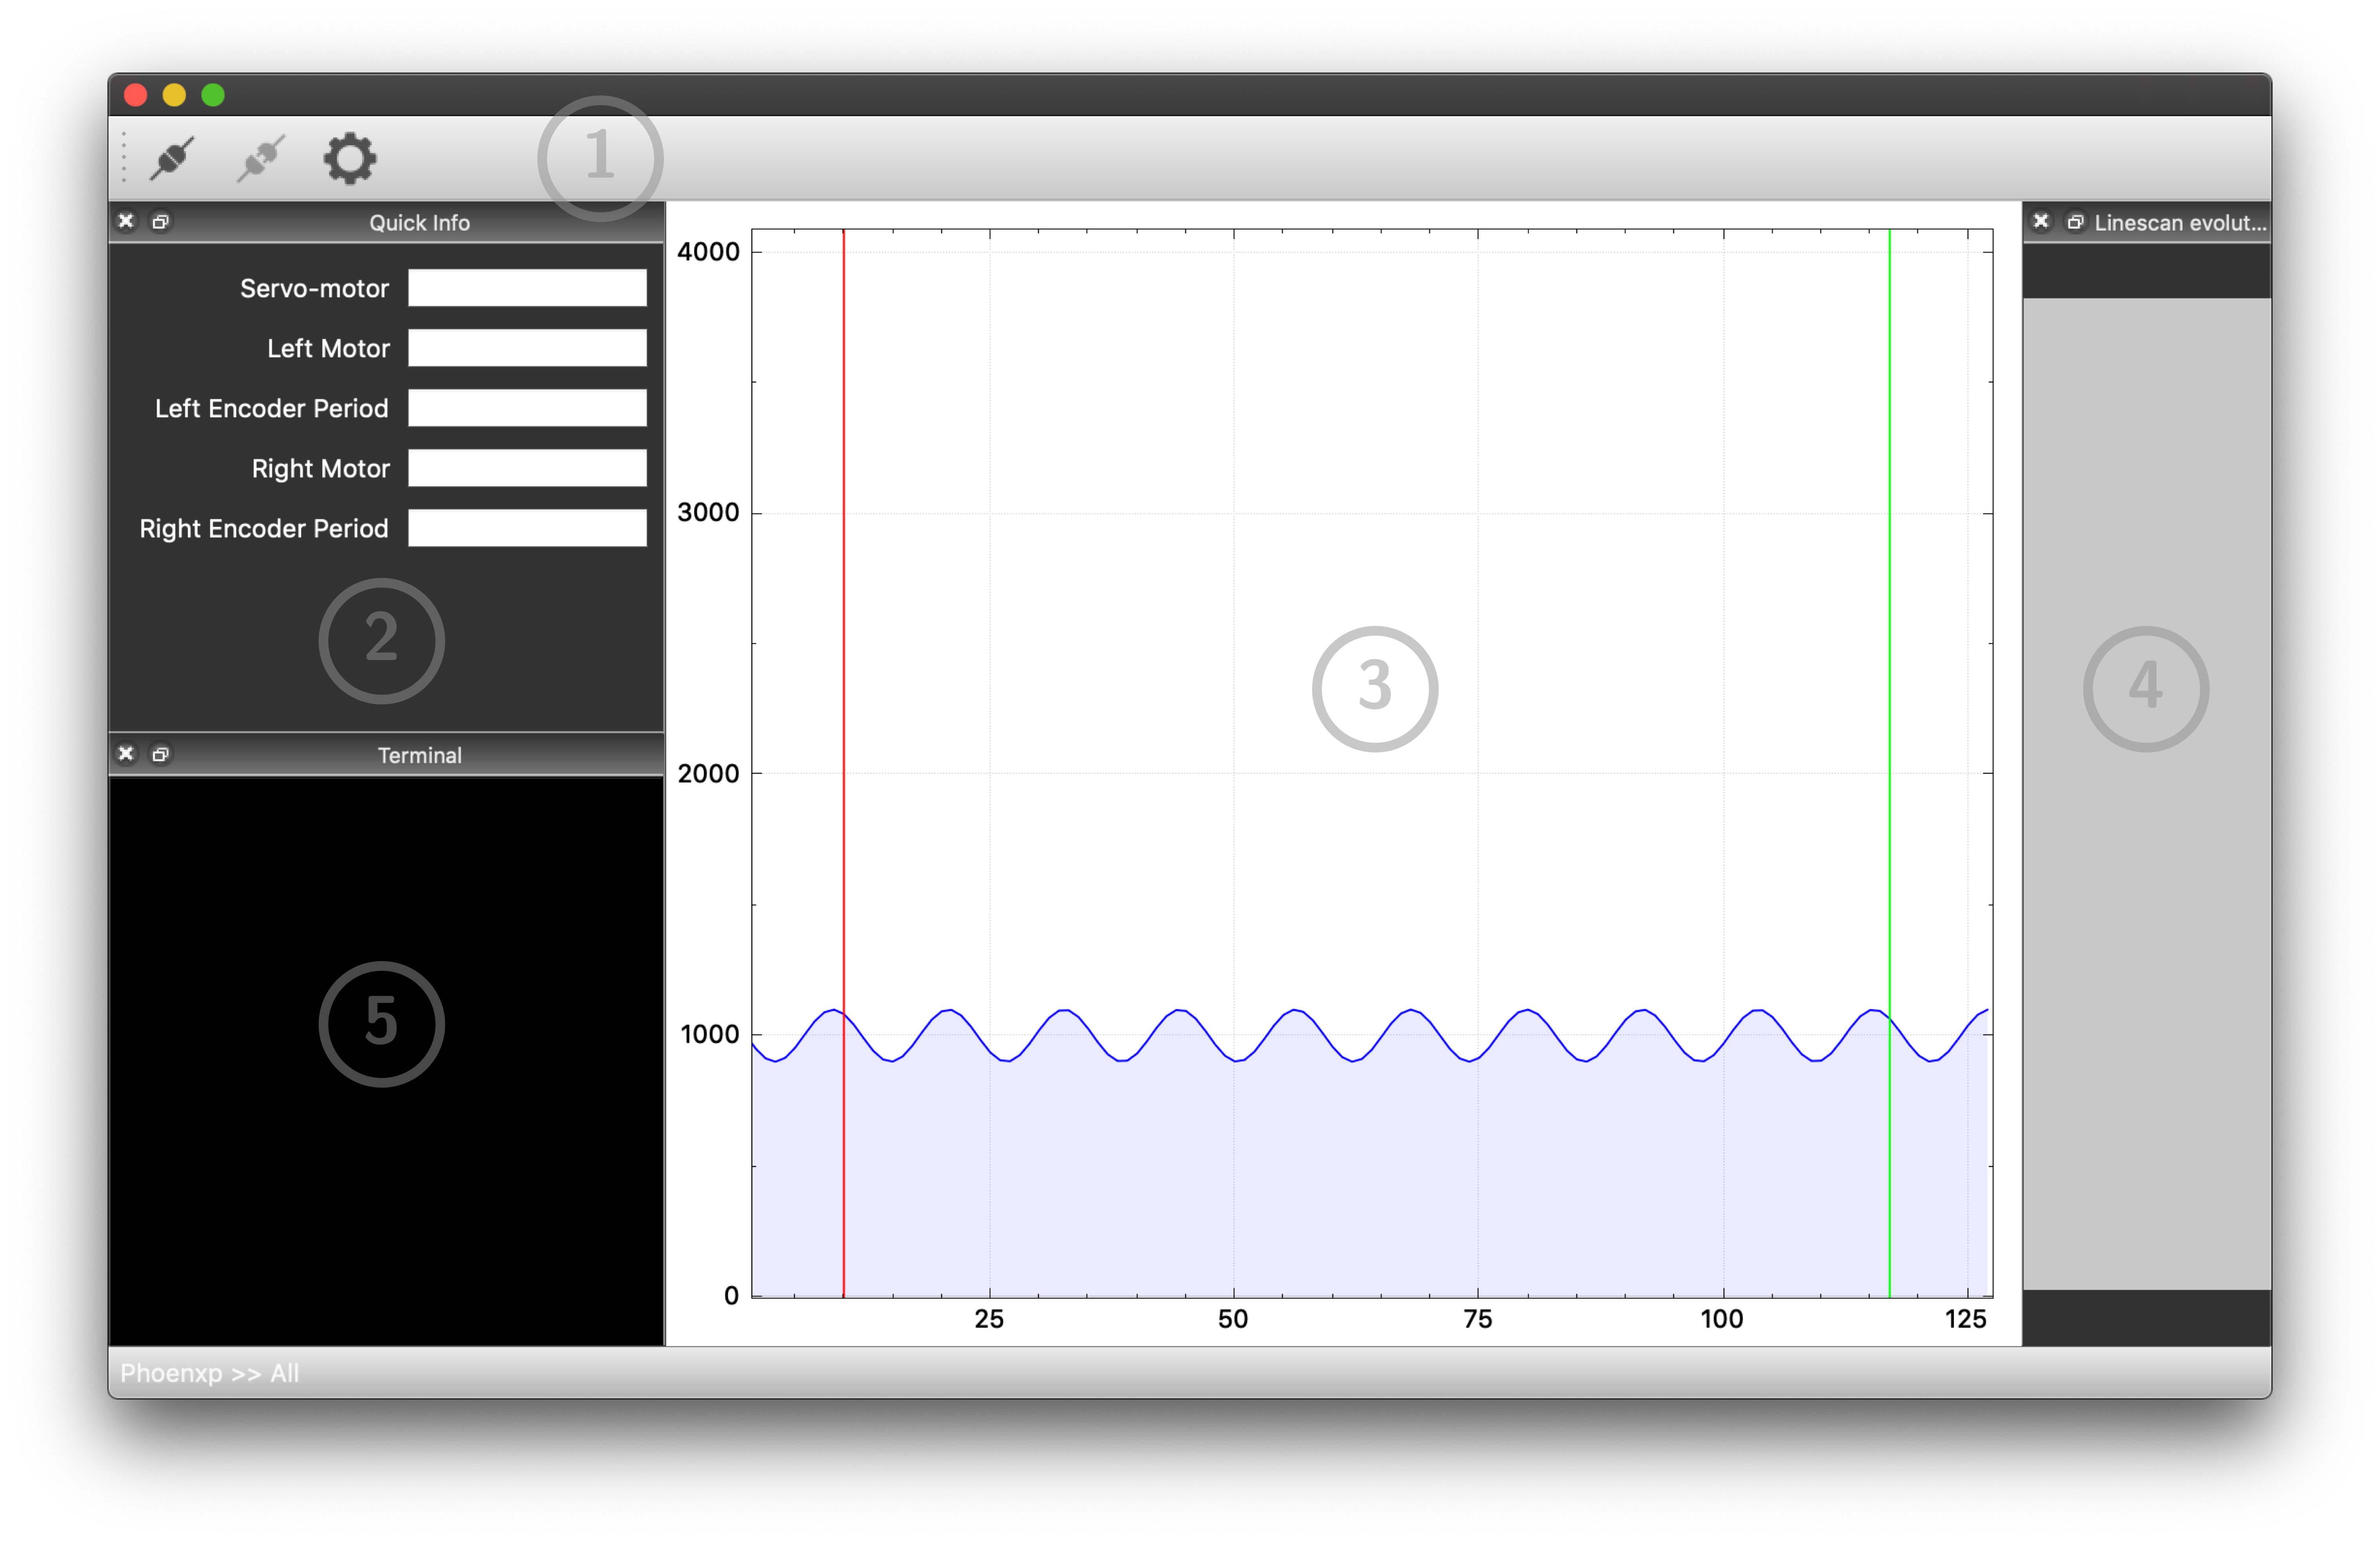 1
Quick Info
Servo-motor
Left Motor
Left Encoder Period
Right Motor
Right Encoder Period
2
Terminal
5
4000
3000
2000
1000
0
25 50 75 100 125
3
Linescan evolut...
4
Phoenxp >> All